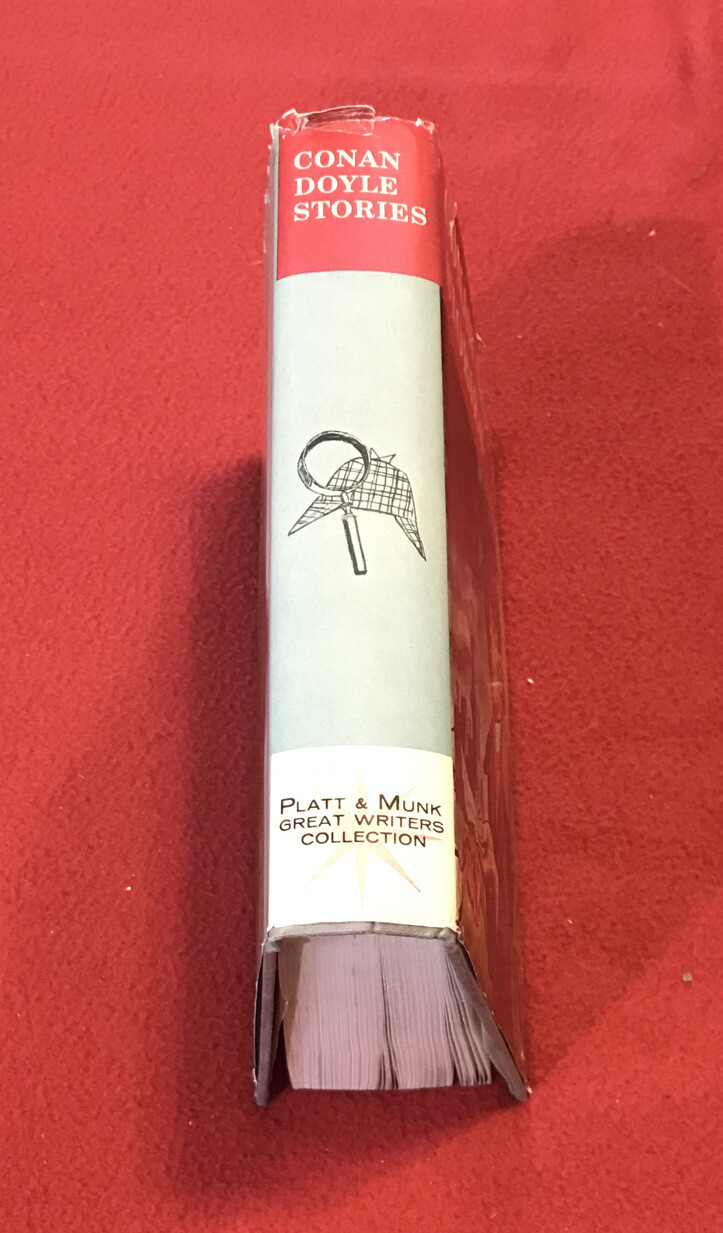 CONAN
DOYLE
STORIES
PLATT & MUNK
GREAT WRITERS
COLLECTION